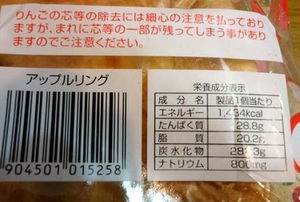 りんごの芯等の除去には細心の注意を払っており
ますが、まれに芯等の一部が残ってしまう事があり
ますのでご注意ください。
アップルリング
904501 015258
栄養成分表示
成分名 製品1個当たり
エネルギー 1,434kcal
たんぱく質 28.8g
脂質 20.2g
炭水化物 282.3g
ナトリウム 800mg